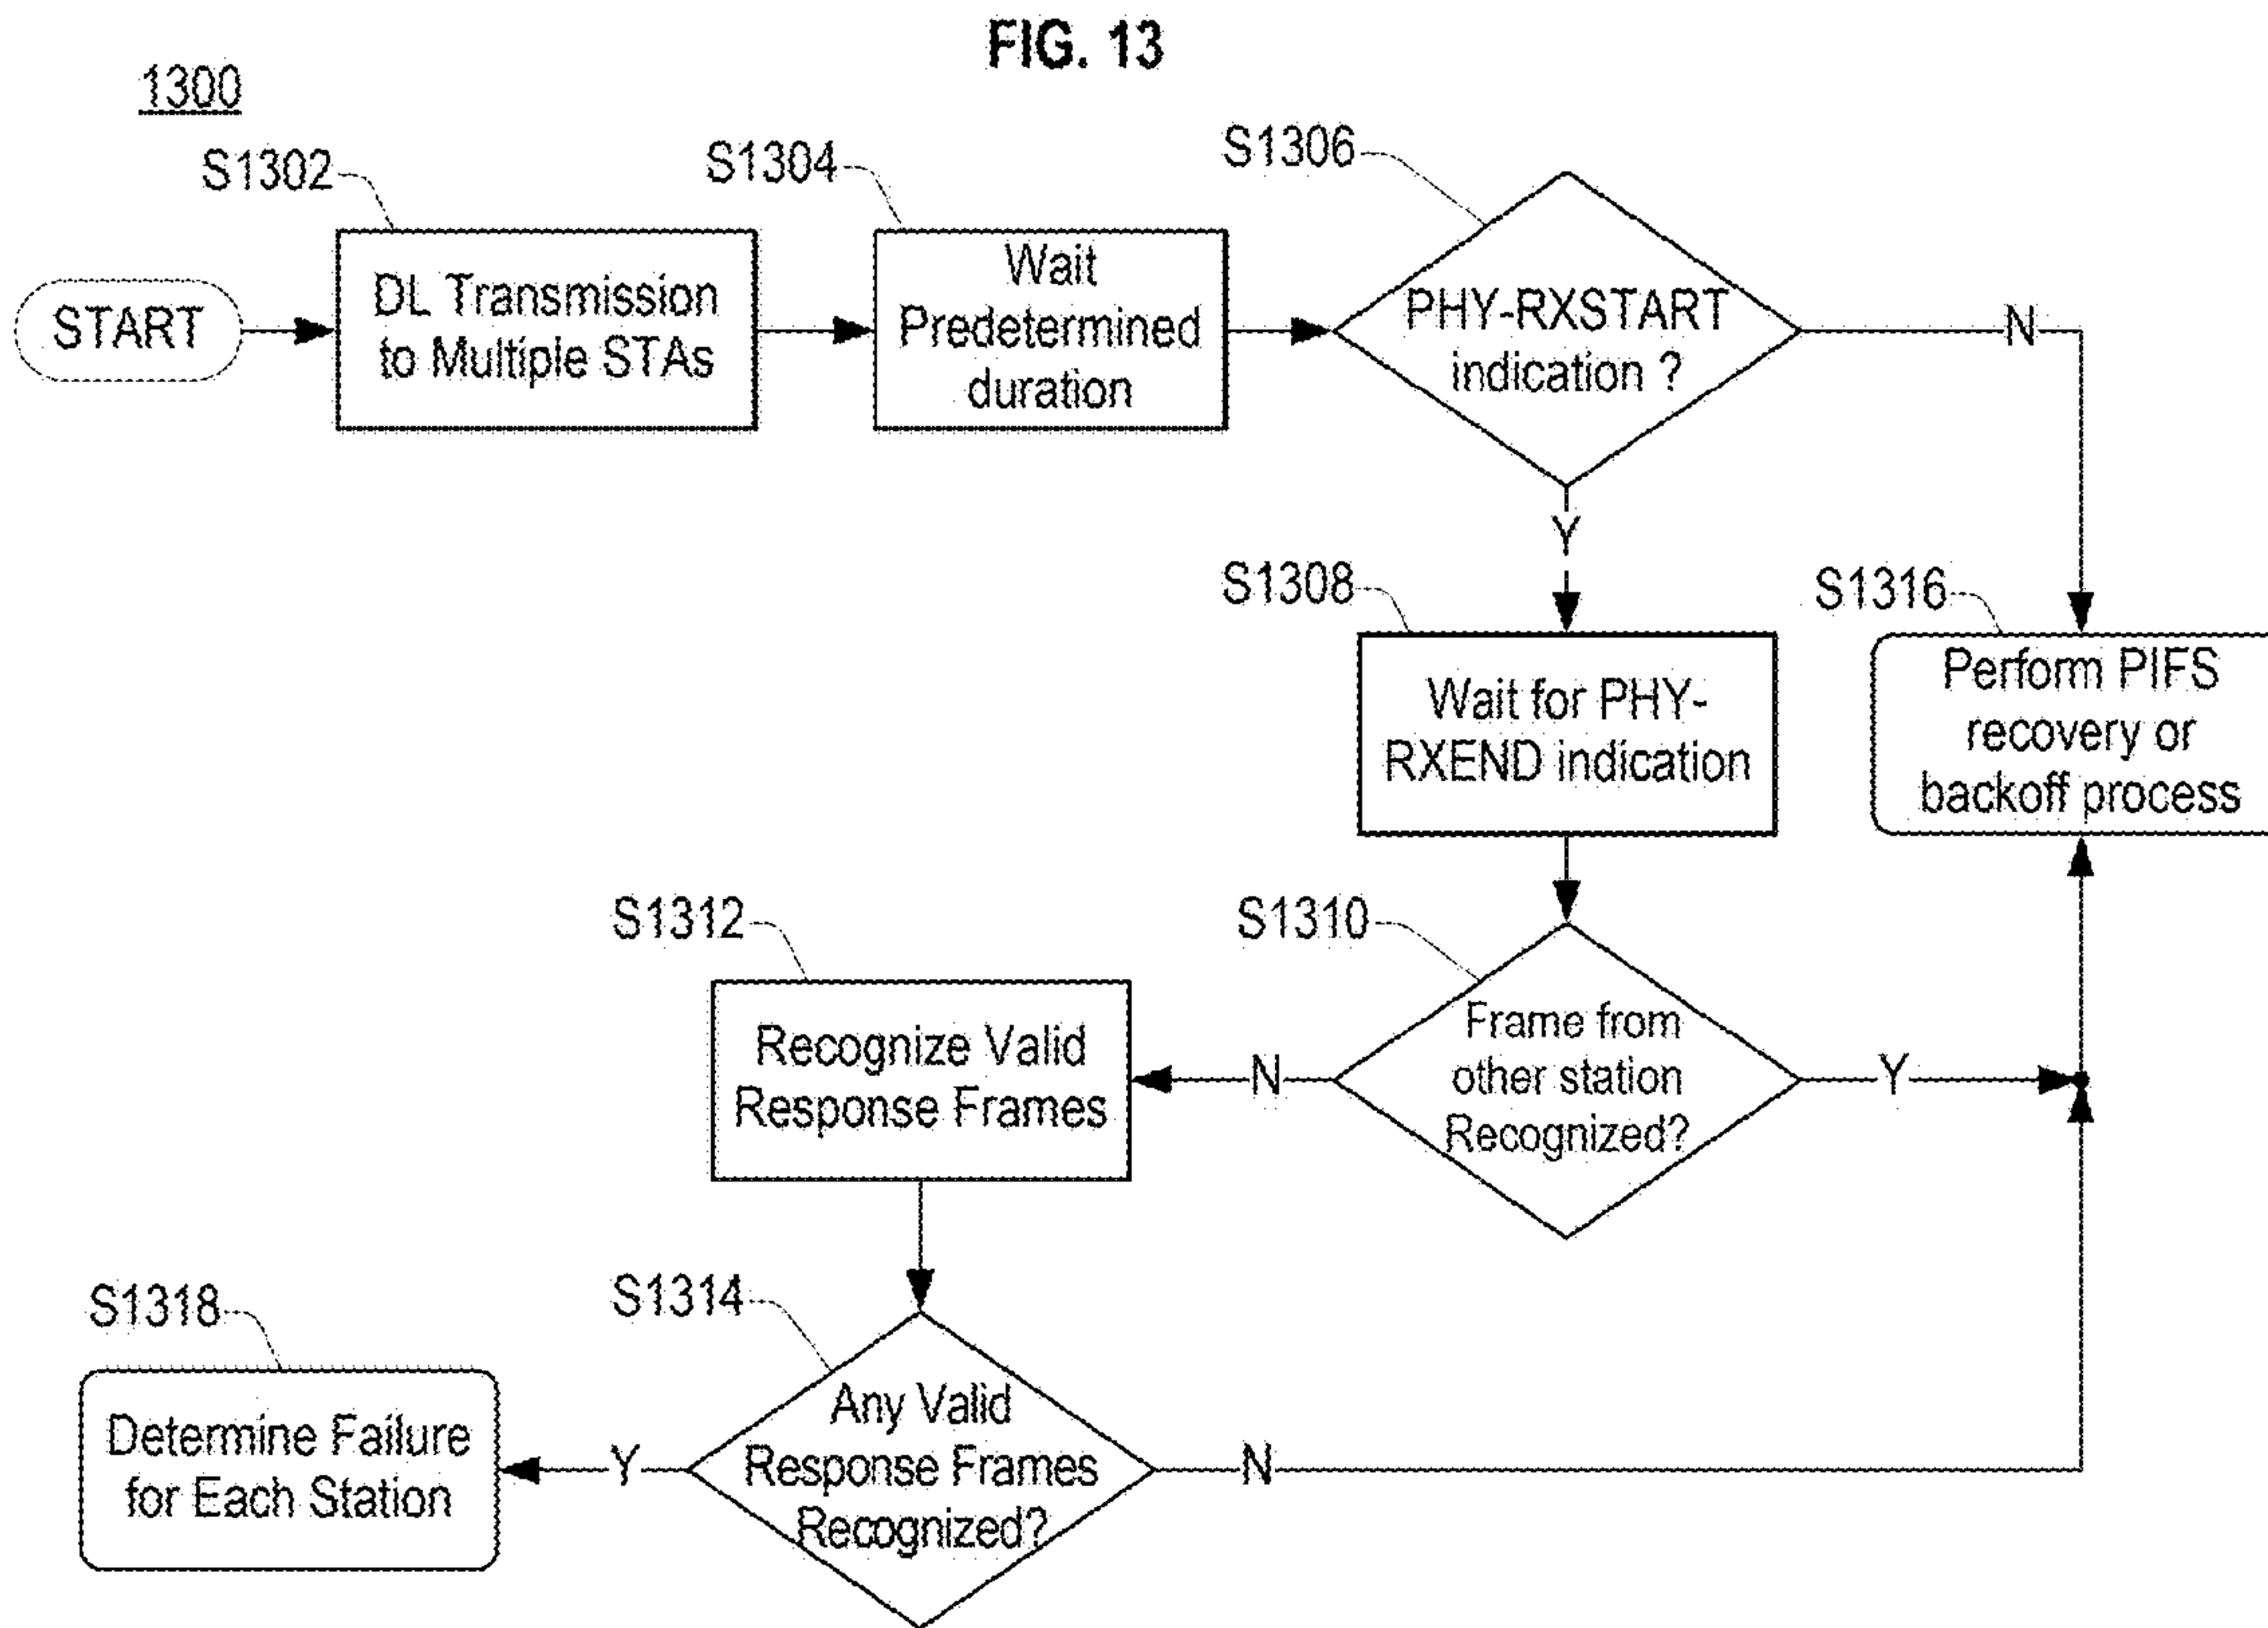 FIG. 13
1300
S1302
S1304
S1306
START
DL Transmission
to Multiple STAs
Wait
Predetermined
duration
PHY-RXSTART
indication ?
N
Y
S1308
S1316
Wait for PHY-
RXEND indication
Perform PIFS
recovery or
backoff process
S1312
S1310
Recognize Valid
Response Frames
N
Frame from
other station
Recognized?
Y
S1318
S1314
Determine Failure
for Each Station
Y
Any Valid
Response Frames
Recognized?
N